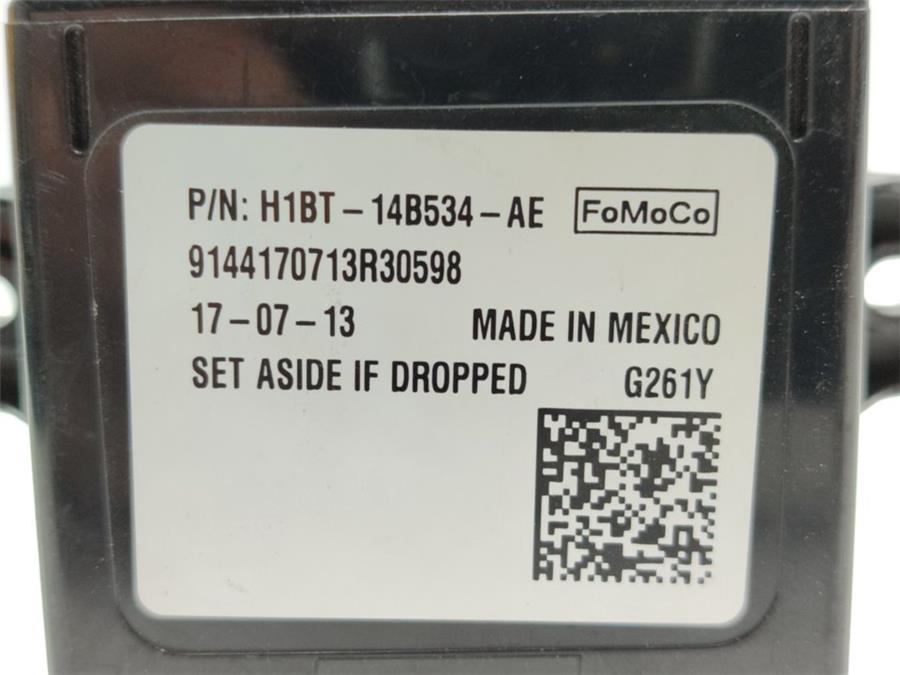 P/N: H1BT-14B534-AE FoMoCo
9144170713R30598
17-07-13 MADE IN MEXICO
SET ASIDE IF DROPPED G261Y